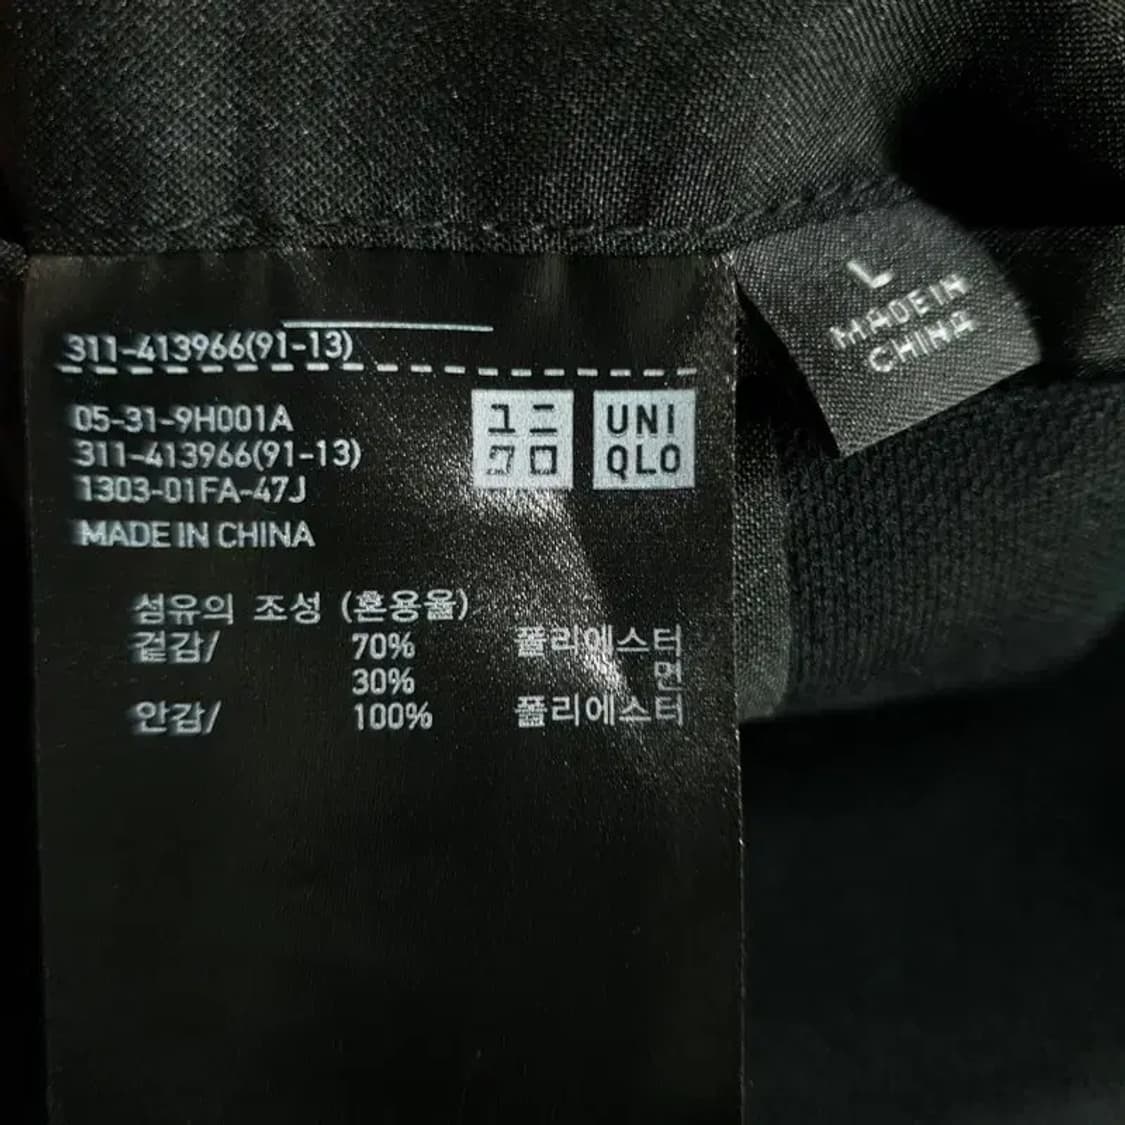 311-413966(91-13)
05-31-9H001A
311-413966(91-13)
1303-01FA-47J
MADE IN CHINA
ユニ
クロ
UNI
QLO
섬유의 조성 (혼용율)
겉감/ 70% 폴리에스터
30% 면
안감/ 100% 폴리에스터
L
MADE IN
CHINA